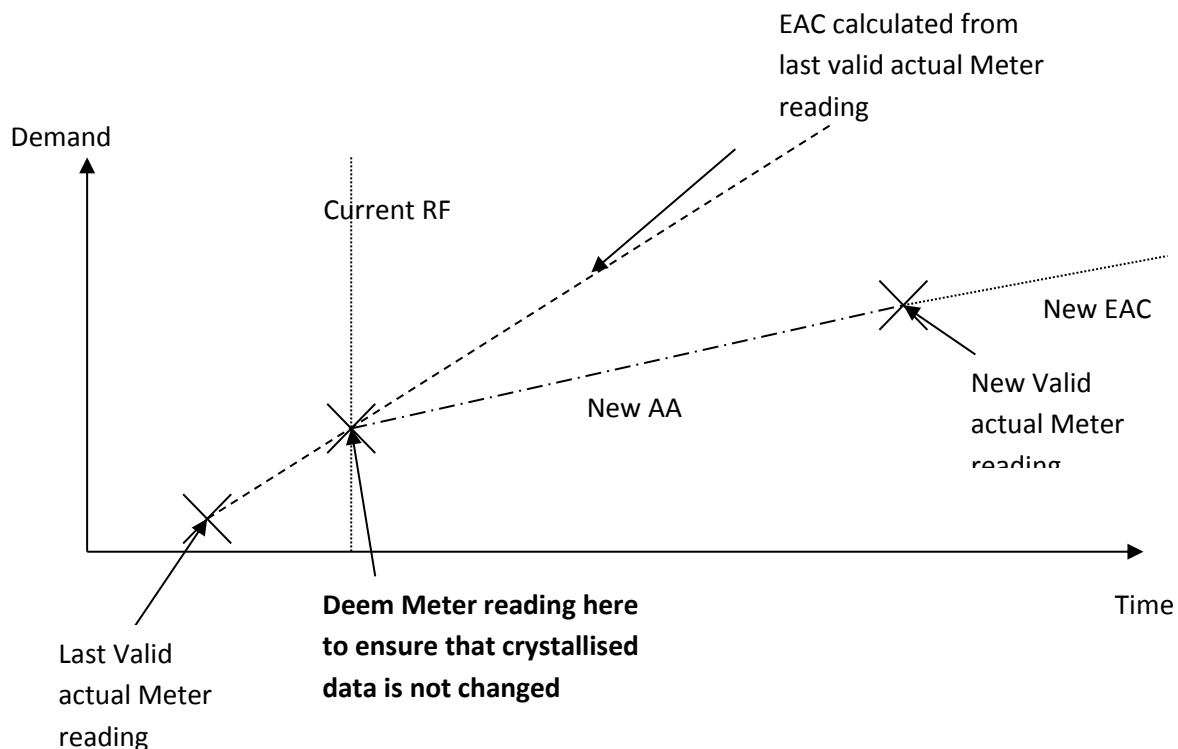 EAC calculated from
last valid actual Meter
reading
Demand
Current RF
New EAC
New Valid
actual Meter
reading
New AA
Deem Meter reading here
to ensure that crystallised
data is not changed
Time
Last Valid
actual Meter
reading